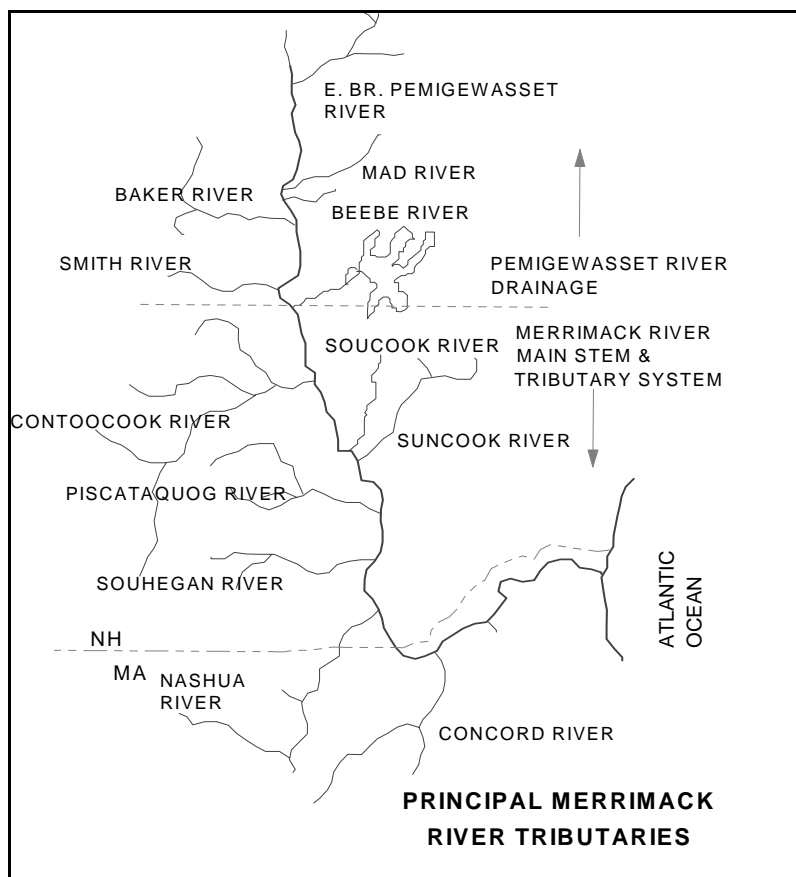 E. BR. PEMIGEWASSET
RIVER
MAD RIVER
BAKER RIVER
BEEBE RIVER
SMITH RIVER
PEMIGEWASSET RIVER
DRAINAGE
SOUCOOK RIVER
MERRIMACK RIVER
MAIN STEM &
TRIBUTARY SYSTEM
CONTOOCOOK RIVER
SUNCOOK RIVER
PISCATAQUOG RIVER
SOUHEGAN RIVER
ATLANTIC
OCEAN
NH
MA
NASHUA
RIVER
CONCORD RIVER
PRINCIPAL MERRIMACK
RIVER TRIBUTARIES